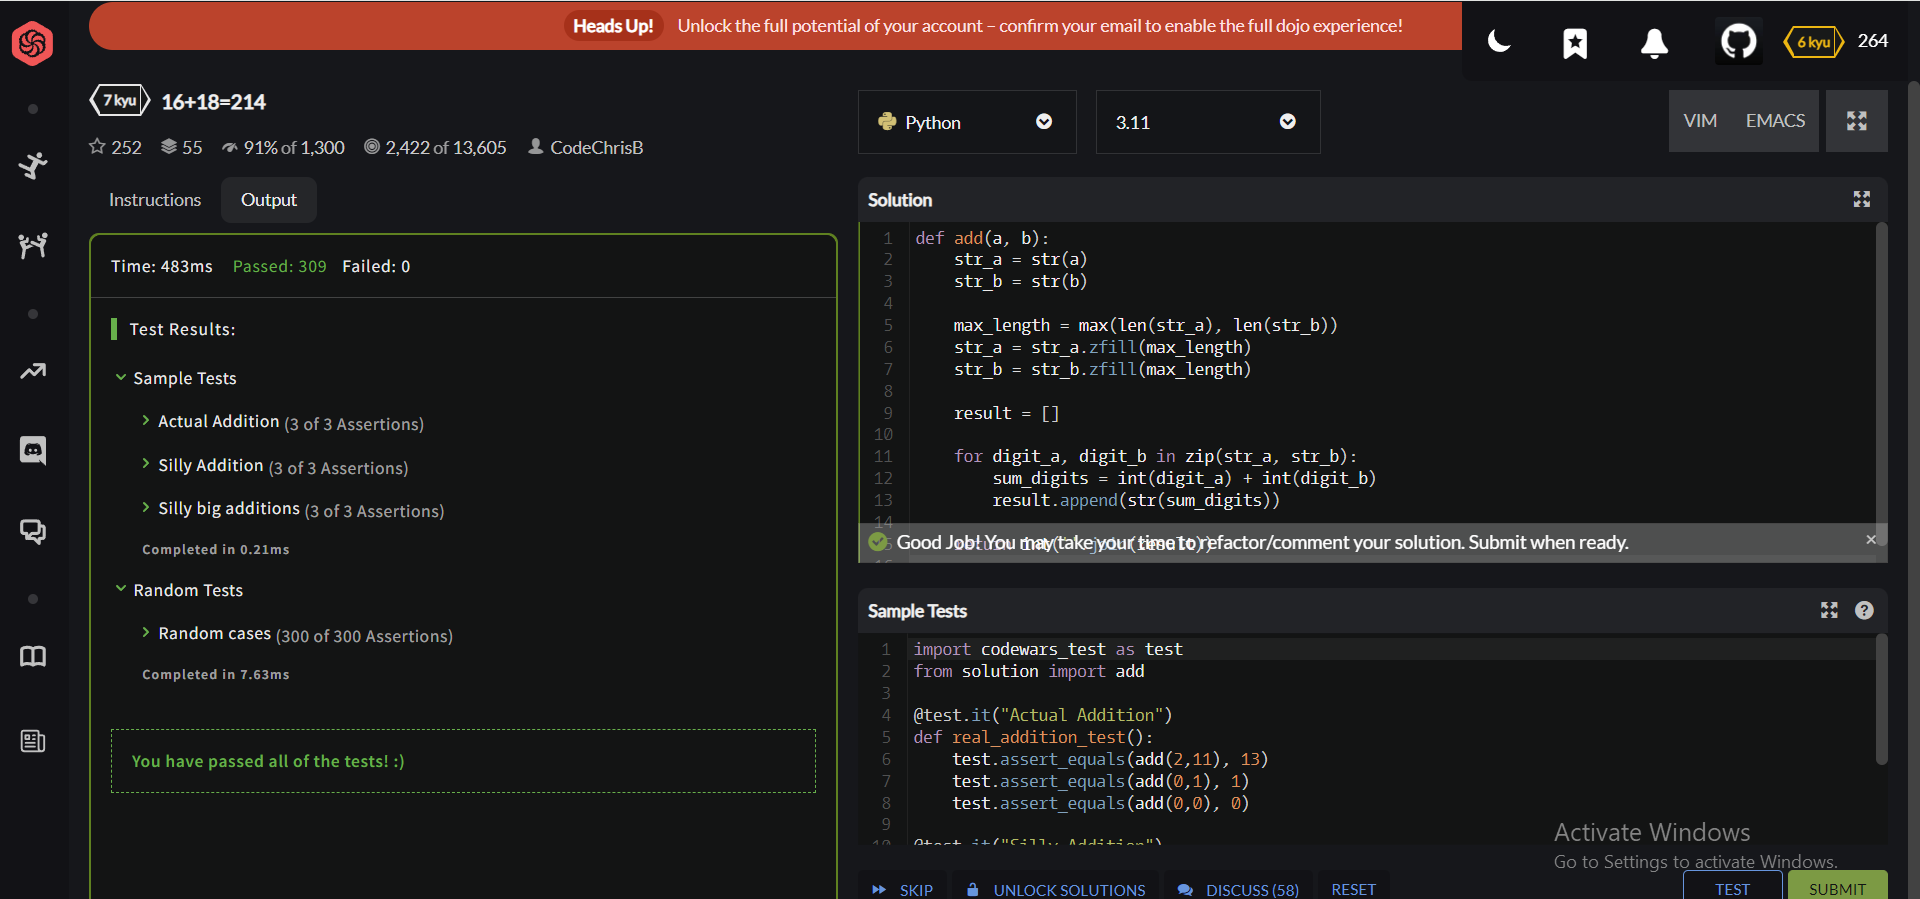 Heads Up! Unlock the full potential of your account – confirm your email to enable the full dojo experience!
6 kyu 264
7 kyu 16+18=214
252 55 91% of 1,300 2,422 of 13,605 CodeChrisB
Instructions Output
Time: 483ms Passed: 309 Failed: 0
Test Results:
Sample Tests
Actual Addition (3 of 3 Assertions)
Silly Addition (3 of 3 Assertions)
Silly big additions (3 of 3 Assertions)
Completed in 0.21ms
Random Tests
Random cases (300 of 300 Assertions)
Completed in 7.63ms
You have passed all of the tests! :)
Python 3.11 VIM EMACS
Solution
1 def add(a, b):
2 str_a = str(a)
3 str_b = str(b)
4
5 max_length = max(len(str_a), len(str_b))
6 str_a = str_a.zfill(max_length)
7 str_b = str_b.zfill(max_length)
8
9 result = []
10
11 for digit_a, digit_b in zip(str_a, str_b):
12 sum_digits = int(digit_a) + int(digit_b)
13 result.append(str(sum_digits))
14
Good Job! You may take your time to refactor/comment your solution. Submit when ready. ×
Sample Tests
1 import codewars_test as test
2 from solution import add
3
4 @test.it("Actual Addition")
5 def real_addition_test():
6 test.assert_equals(add(2,11), 13)
7 test.assert_equals(add(0,1), 1)
8 test.assert_equals(add(0,0), 0)
9
10 @test.it("Silly Addition")
Activate Windows
Go to Settings to activate Windows.
SKIP UNLOCK SOLUTIONS DISCUSS (58) RESET TEST SUBMIT